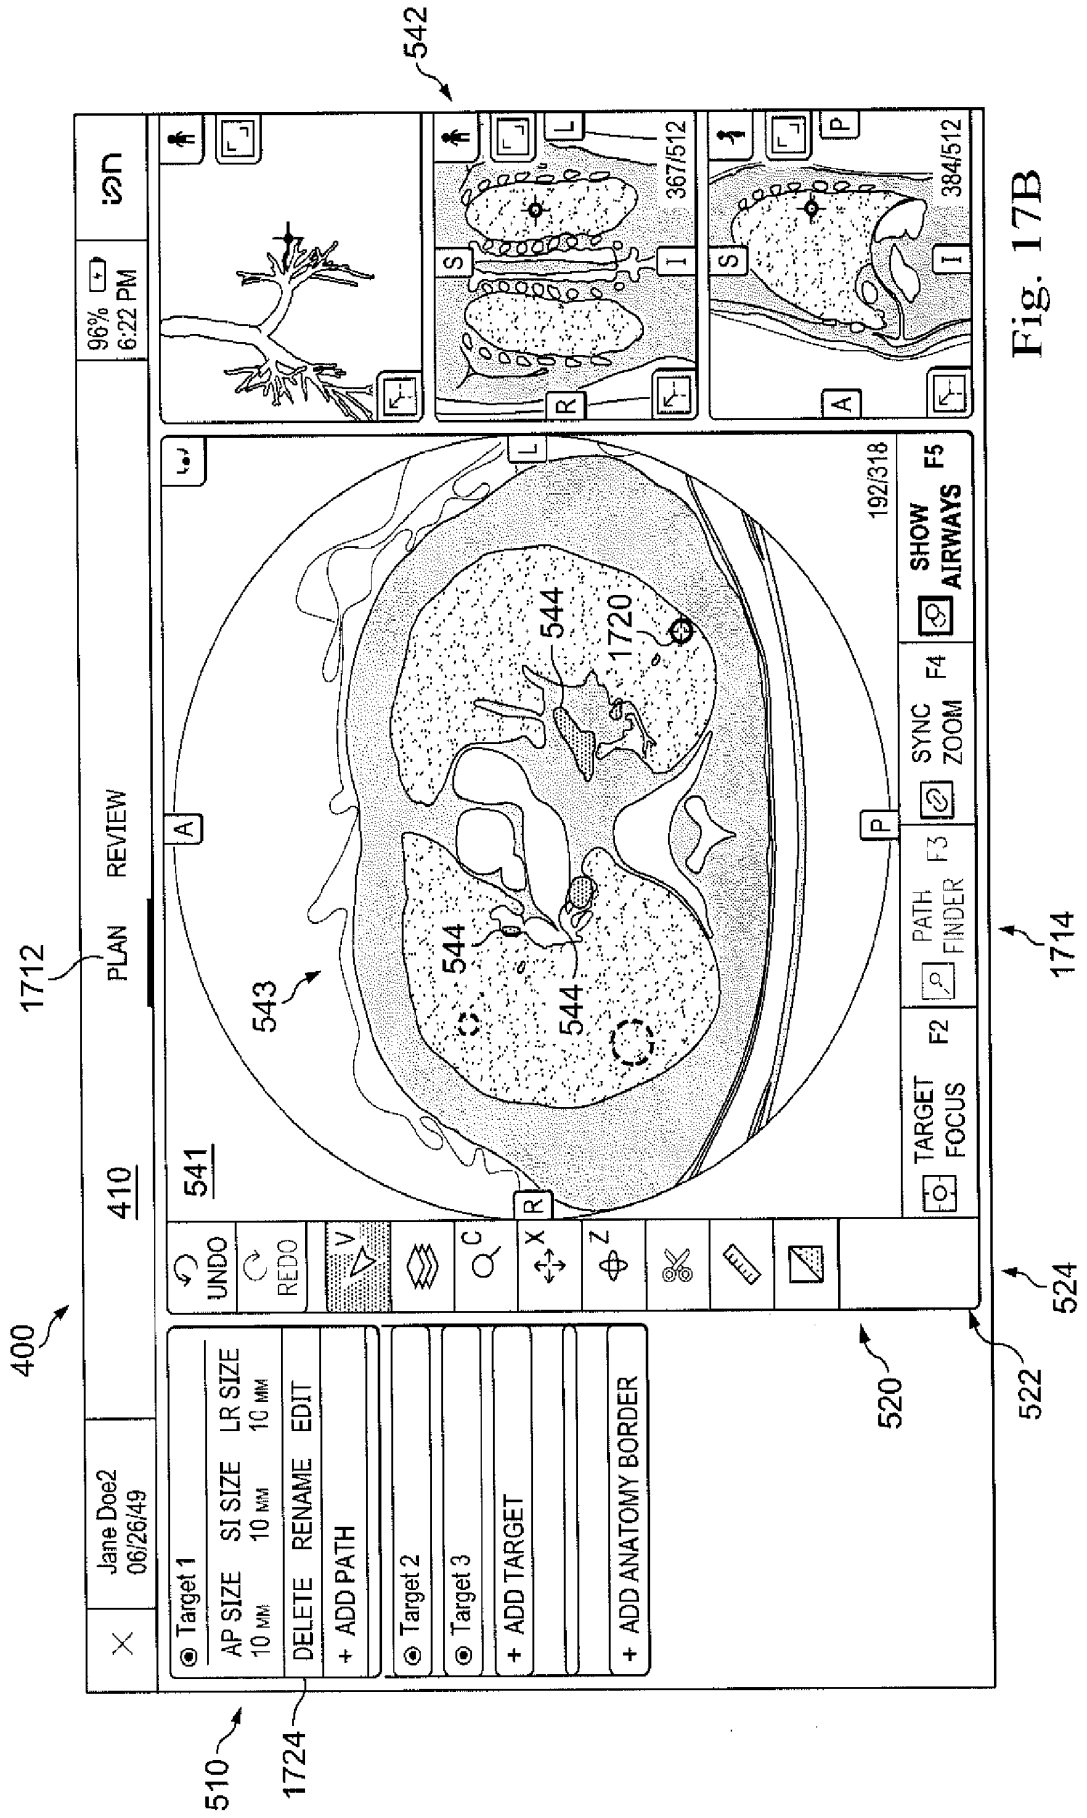 400
1712
542
×
Jane Doe2
06/26/49
410
PLAN REVIEW
96%
6:22 PM
ison
510
Target 1
AP SIZE SI SIZE LR SIZE
10 MM 10 MM 10 MM
DELETE RENAME EDIT
+ ADD PATH
1724
Target 2
Target 3
+ ADD TARGET
+ ADD ANATOMY BORDER
520
522
524
UNDO
REDO
V
C
X
Z
541
543
A
R
L
P
544
544
544
1720
192/318
TARGET FOCUS F2
PATH FINDER F3
SYNC ZOOM F4
SHOW AIRWAYS F5
1714
S
R
L
I
367/512
S
A
P
I
384/512
Fig. 17B